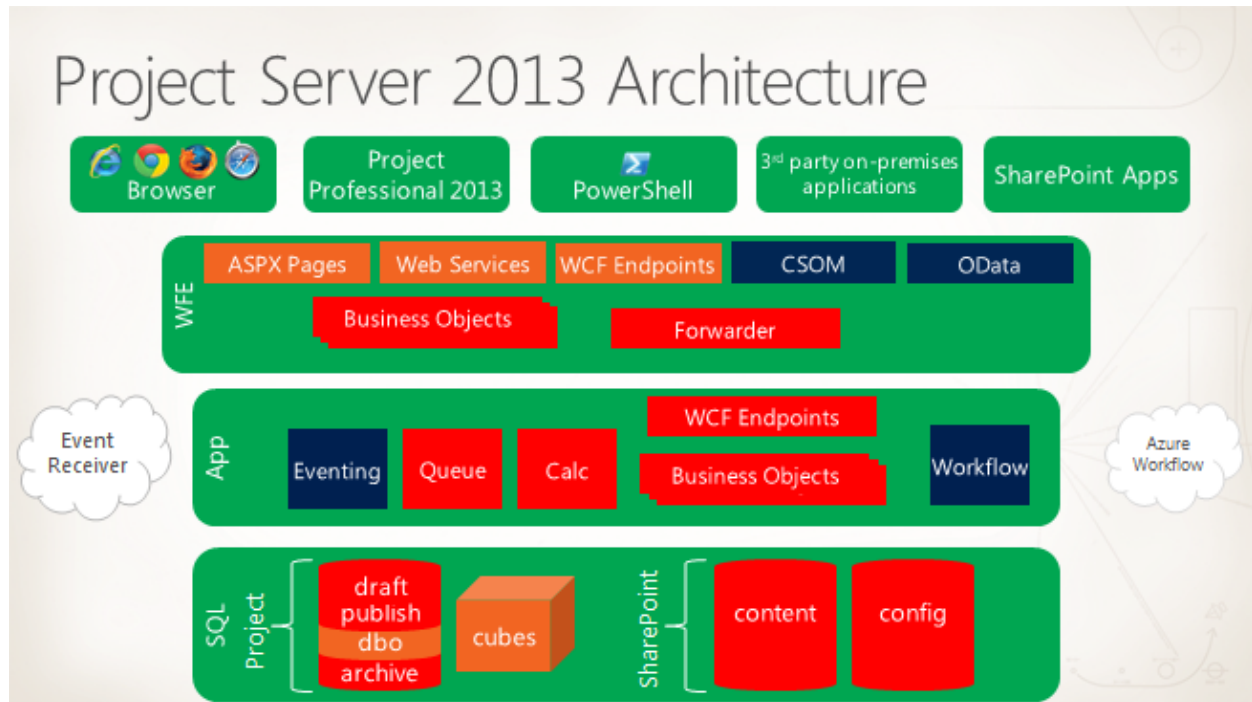 Project Server 2013 Architecture
Browser
Project
Professional 2013
PowerShell
3rd party on-premises
applications
SharePoint Apps
WFE
ASPX Pages
Web Services
WCF Endpoints
CSOM
OData
Business Objects
Forwarder
Event
Receiver
App
Eventing
Queue
Calc
WCF Endpoints
Business Objects
Workflow
Azure
Workflow
SQL
Project
draft
publish
dbo
archive
cubes
SharePoint
content
config